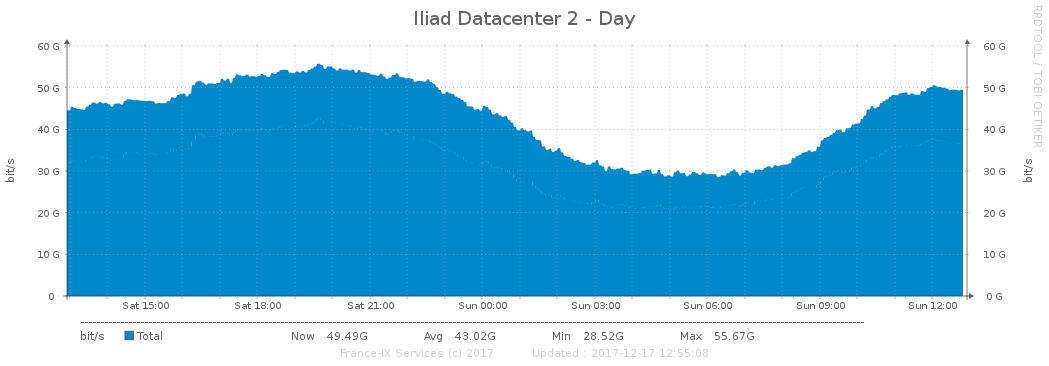 Iliad Datacenter 2 - Day
RRDTOOL / TOBI OETIKER
bit/s
60 G 60 G
50 G 50 G
40 G 40 G
30 G 30 G
20 G 20 G
10 G 10 G
0 0 G
bit/s
Sat 15:00 Sat 18:00 Sat 21:00 Sun 00:00 Sun 03:00 Sun 06:00 Sun 09:00 Sun 12:00
bit/s Total Now 49.49G Avg 43.02G Min 28.52G Max 55.67G
France-IX Services (c) 2017 Updated : 2017-12-17 12:55:08